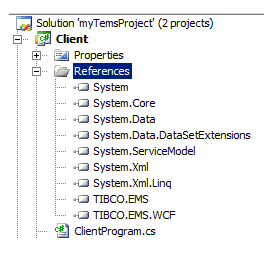 Solution 'myTemsProject' (2 projects)
Client
Properties
References
System
System.Core
System.Data
System.Data.DataSetExtensions
System.ServiceModel
System.Xml
System.Xml.Linq
TIBCO.EMS
TIBCO.EMS.WCF
ClientProgram.cs